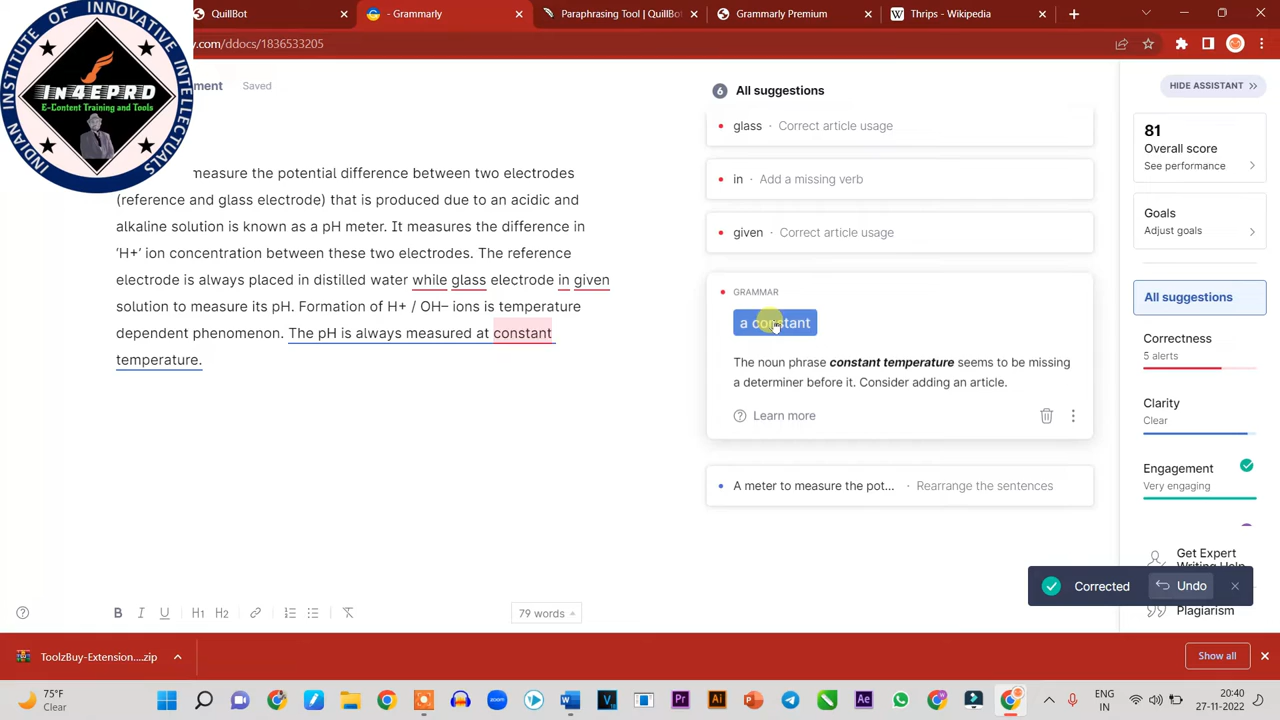 INDIAN INSTITUTE OF INNOVATIVE INTELLECTUALS
In4EPRD
E-Content Training and Tools
QuillBot
- Grammarly
Paraphrasing Tool | QuillBot
Grammarly Premium
Thrips - Wikipedia
.com/ddocs/1836533205
ment
Saved
measure the potential difference between two electrodes
(reference and glass electrode) that is produced due to an acidic and
alkaline solution is known as a pH meter. It measures the difference in
'H+' ion concentration between these two electrodes. The reference
electrode is always placed in distilled water while glass electrode in given
solution to measure its pH. Formation of H+ / OH– ions is temperature
dependent phenomenon. The pH is always measured at constant
temperature.
B I U H1 H2
79 words
6 All suggestions
glass · Correct article usage
in · Add a missing verb
given · Correct article usage
GRAMMAR
a constant
The noun phrase constant temperature seems to be missing
a determiner before it. Consider adding an article.
Learn more
A meter to measure the pot... · Rearrange the sentences
HIDE ASSISTANT
81
Overall score
See performance
Goals
Adjust goals
All suggestions
Correctness
5 alerts
Clarity
Clear
Engagement
Very engaging
Get Expert
Writing Help
Corrected
Undo
Plagiarism
ToolzBuy-Extension....zip
Show all
75°F
Clear
ENG
IN
20:40
27-11-2022